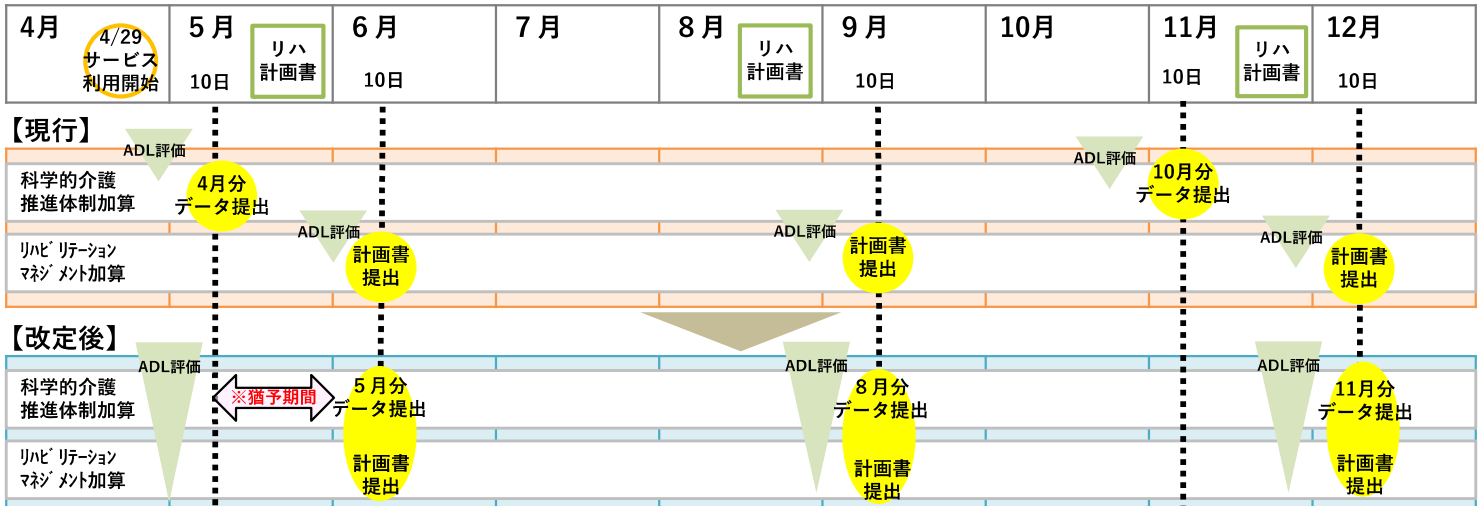 4月
4/29
サービス
利用開始
5月
10日
リハ
計画書
6月
10日
7月
8月
リハ
計画書
9月
10日
10月
11月
10日
リハ
計画書
12月
10日
【現行】
ADL評価
ADL評価
科学的介護
推進体制加算
4月分
データ提出
10月分
データ提出
ADL評価
ADL評価
ADL評価
ﾘﾊﾋﾞﾘﾃｰｼｮﾝ
ﾏﾈｼﾞﾒﾝﾄ加算
計画書
提出
計画書
提出
計画書
提出
【改定後】
ADL評価
ADL評価
ADL評価
科学的介護
推進体制加算
※猶予期間
5月分
データ提出
8月分
データ提出
11月分
データ提出
ﾘﾊﾋﾞﾘﾃｰｼｮﾝ
ﾏﾈｼﾞﾒﾝﾄ加算
計画書
提出
計画書
提出
計画書
提出